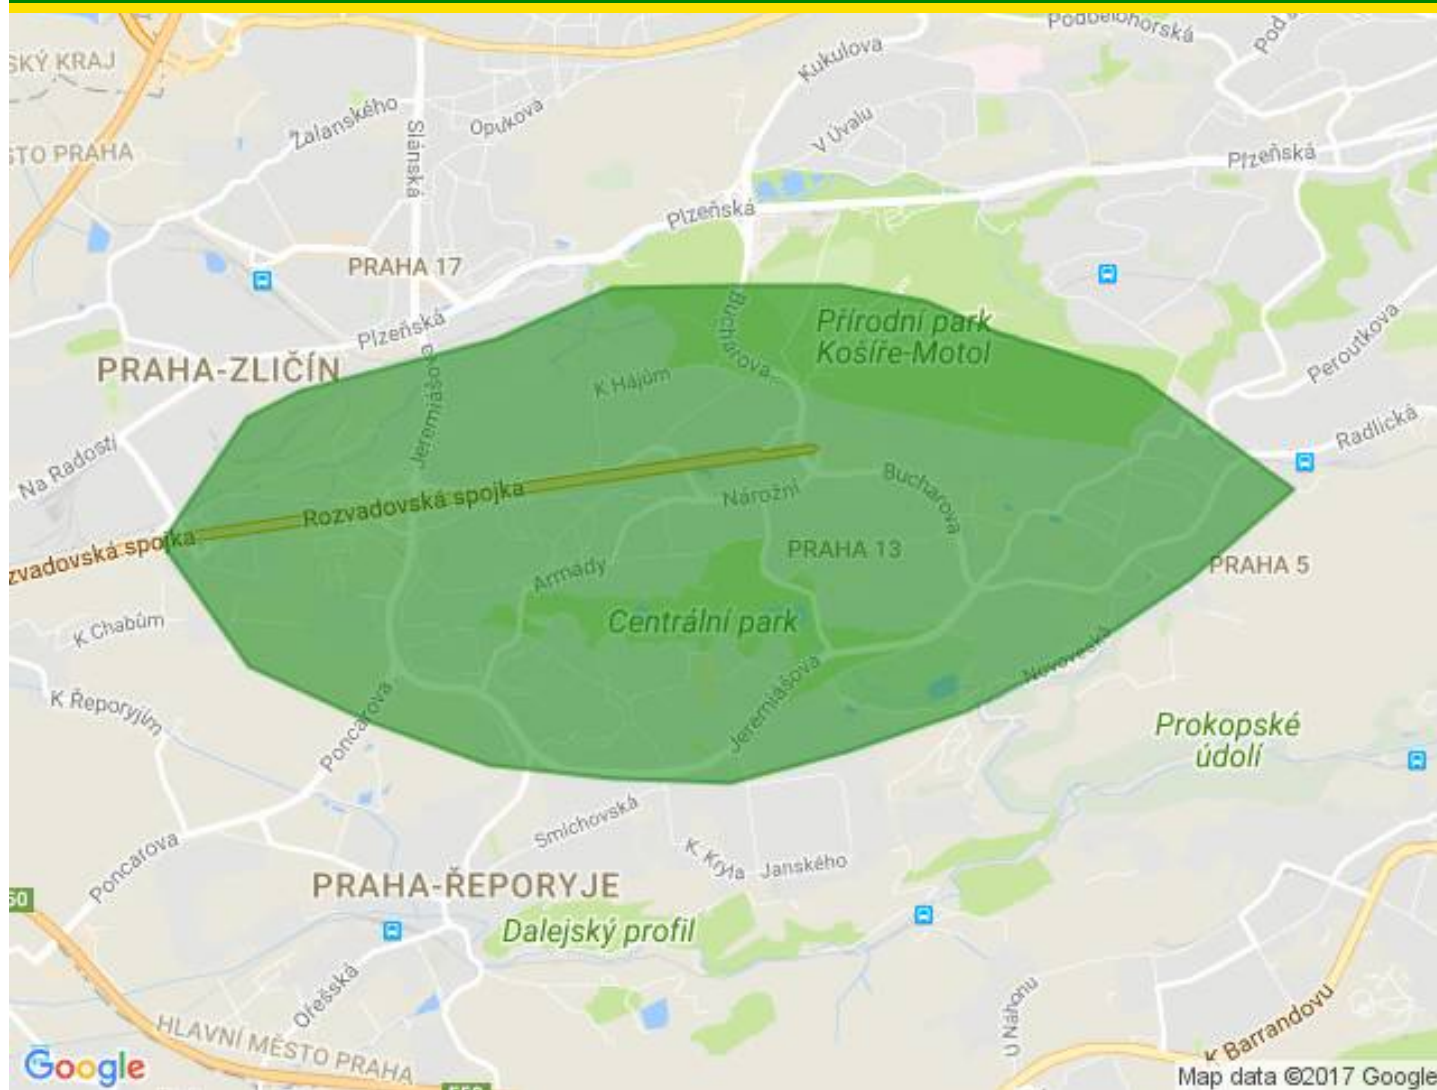 Podbělohorská
Pod
SKÝ KRAJ
Kukulova
Žalanského
Opukova
Slánská
V Úvalu
STO PRAHA
Plzeňská
Plzeňská
PRAHA 17
Plzeňská
Bucharova
Přírodní park
Košíře-Motol
Peroutkova
PRAHA-ZLIČÍN
Jeremiášova
K Hájům
Radlická
Na Radosti
Rozvadovská spojka
Nárožní
Bucharova
zvadovská spojka
PRAHA 13
Armády
PRAHA 5
K Chabům
Centrální park
Novoveská
K Řeporyjím
Poncarova
Jeremiášova
Prokopské
údolí
Smíchovská
Poncarova
K. Kryla
Janského
PRAHA-ŘEPORYJE
50
Dalejský profil
Ořešská
U Náhonu
K Barrandovu
HLAVNÍ MĚSTO PRAHA
Google
Map data ©2017 Google